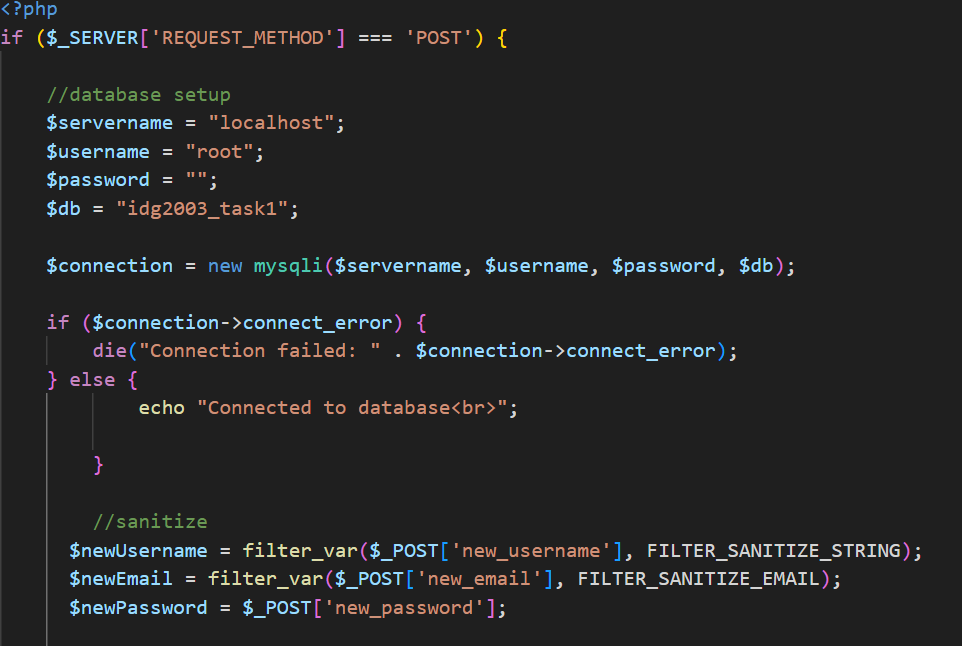 <?php
if ($_SERVER['REQUEST_METHOD'] === 'POST') {
//database setup
$servername = "localhost";
$username = "root";
$password = "";
$db = "idg2003_task1";
$connection = new mysqli($servername, $username, $password, $db);
if ($connection->connect_error) {
die("Connection failed: " . $connection->connect_error);
} else {
echo "Connected to database<br>";
}
//sanitize
$newUsername = filter_var($_POST['new_username'], FILTER_SANITIZE_STRING);
$newEmail = filter_var($_POST['new_email'], FILTER_SANITIZE_EMAIL);
$newPassword = $_POST['new_password'];